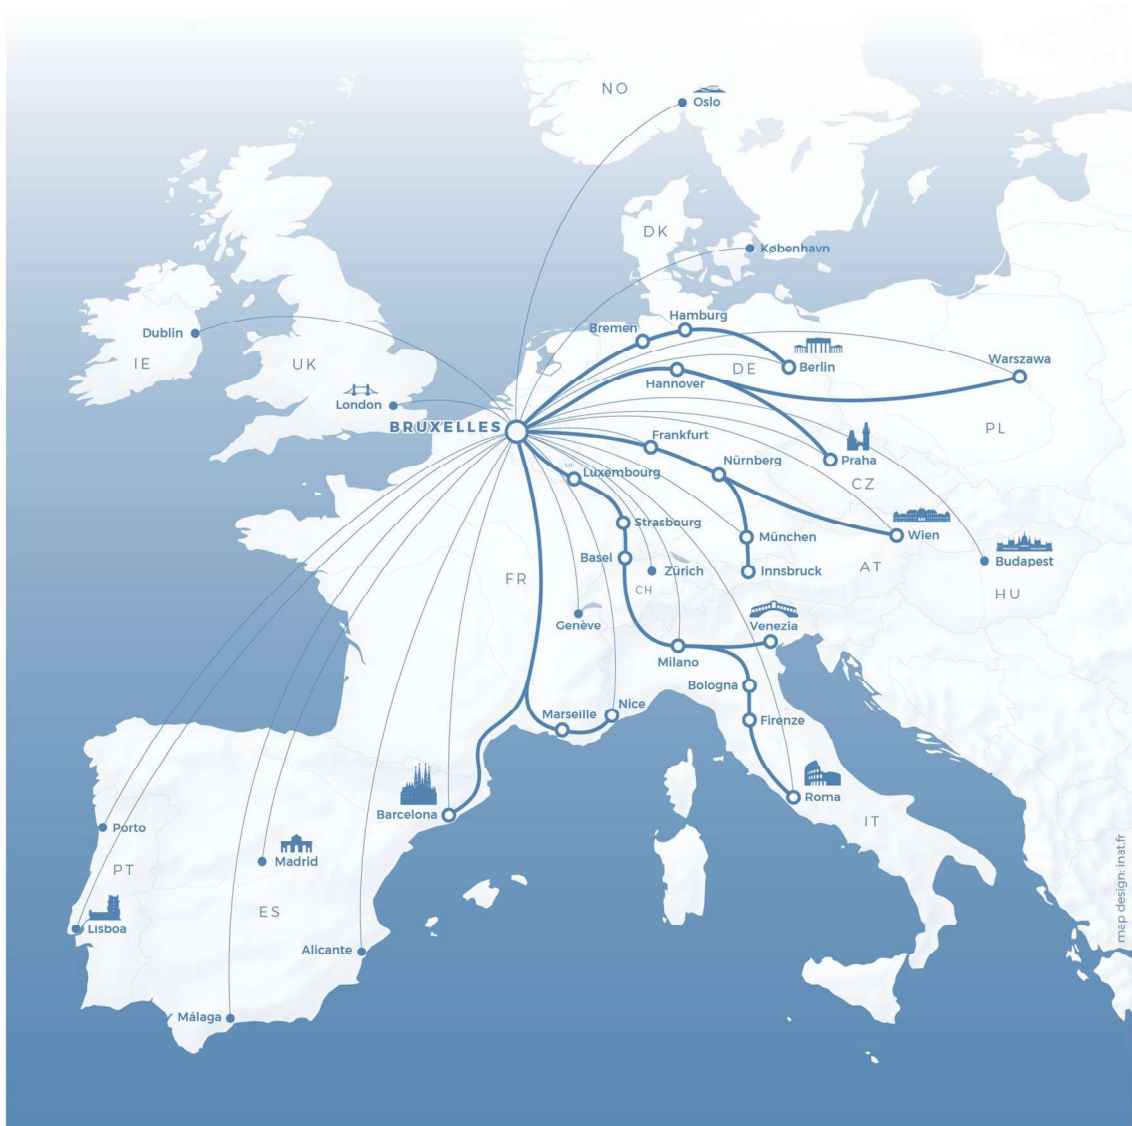 NO
Oslo
DK
København
Hamburg
Bremen
Dublin
IE
UK
DE
Berlin
Warszawa
Hannover
London
BRUXELLES
PL
Frankfurt
Praha
Nürnberg
LU
Luxembourg
CZ
Strasbourg
Wien
München
Basel
Budapest
Zürich
Innsbruck
AT
FR
CH
HU
Genève
Venezia
Milano
Bologna
Nice
Marseille
Firenze
Roma
Barcelona
IT
Porto
Madrid
PT
ES
Lisboa
Alicante
Málaga
map design: inat.fr